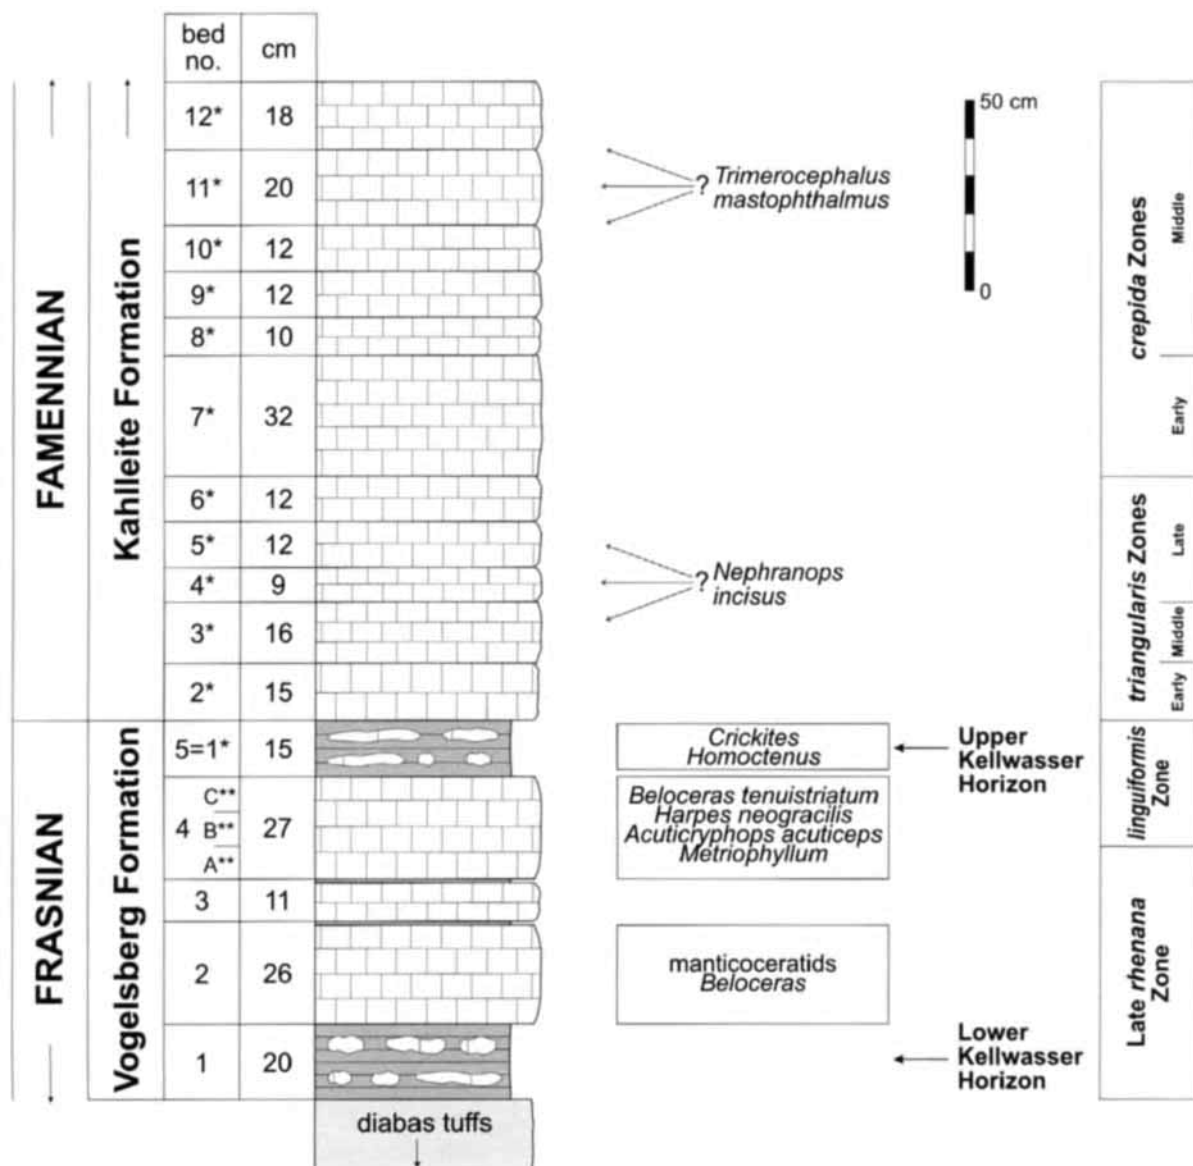 bed
no.
cm
12*
18
11*
20
10*
12
9*
12
8*
10
7*
32
6*
12
5*
12
4*
9
3*
16
2*
15
5=1*
15
C**
4 B**
A**
27
3
11
2
26
1
20
diabas tuffs
FAMENNIAN
FRASNIAN
Kahlleite Formation
Vogelsberg Formation
? Trimerocephalus
mastophthalmus
? Nephranops
incisus
Crickites
Homoctenus
Beloceras tenuistriatum
Harpes neogracilis
Acuticryphops acuticeps
Metriophyllum
manticoceratids
Beloceras
50 cm
0
Upper
Kellwasser
Horizon
Lower
Kellwasser
Horizon
crepida Zones
Middle
Early
triangularis Zones
Late
Middle
Early
linguiformis
Zone
Late rhenana
Zone